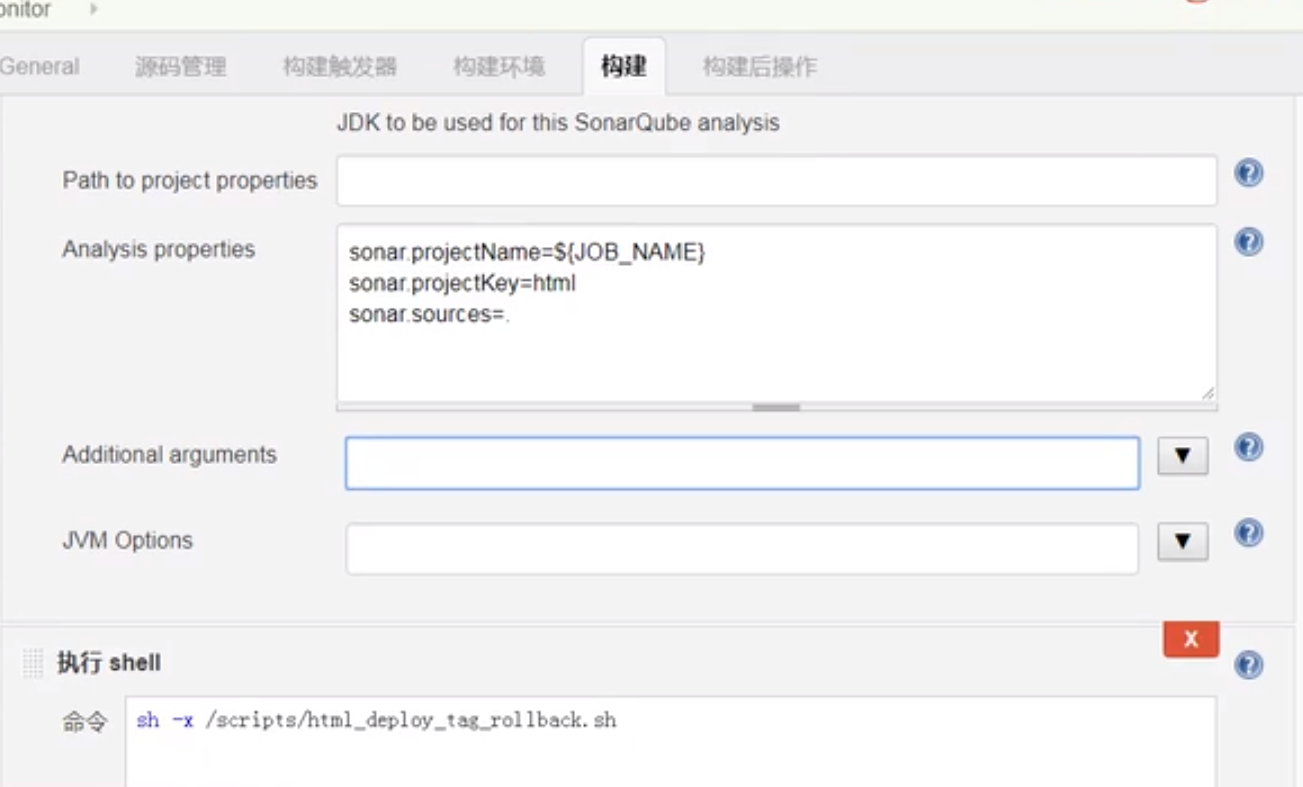 General 源码管理 构建触发器 构建环境 构建 构建后操作
JDK to be used for this SonarQube analysis
Path to project properties
Analysis properties
sonar.projectName=${JOB_NAME}
sonar.projectKey=html
sonar.sources=.
Additional arguments
JVM Options
X
执行 shell
命令
sh -x /scripts/html_deploy_tag_rollback.sh